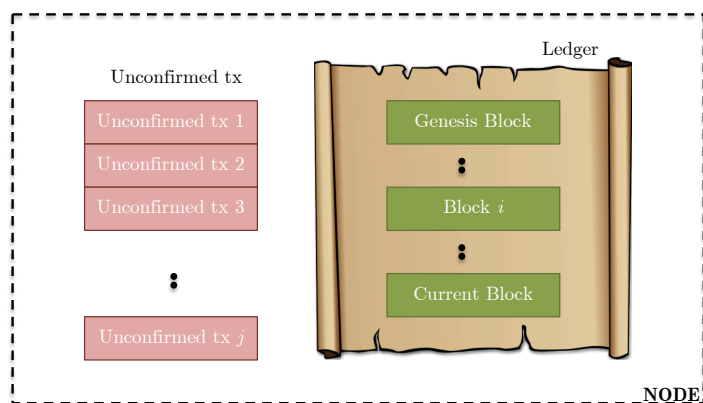 Unconfirmed tx
Unconfirmed tx 1
Unconfirmed tx 2
Unconfirmed tx 3
Unconfirmed tx j
Ledger
Genesis Block
Block i
Current Block
NODE